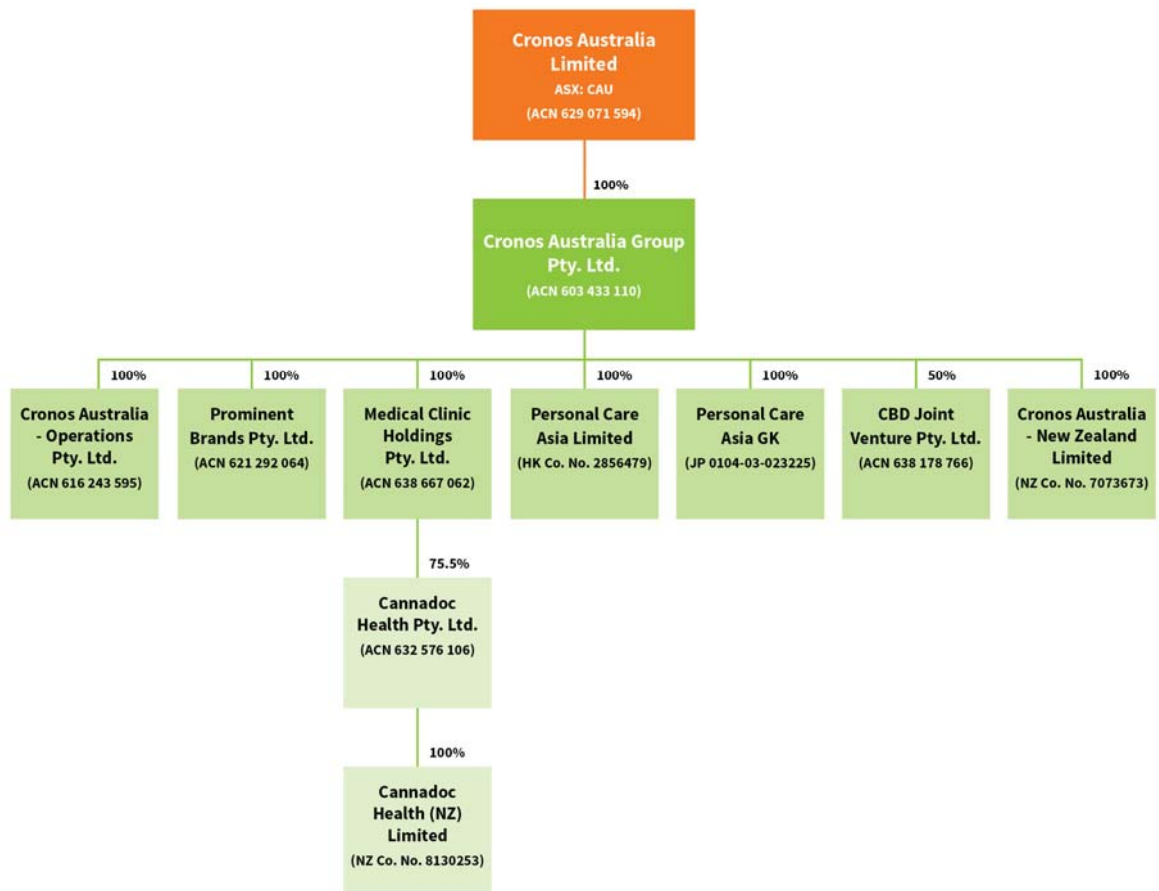 Cronos Australia
Limited
ASX: CAU
(ACN 629 071 594)
100%
Cronos Australia Group
Pty. Ltd.
(ACN 603 433 110)
100%
Cronos Australia
- Operations
Pty. Ltd.
(ACN 616 243 595)
100%
Prominent
Brands Pty. Ltd.
(ACN 621 292 064)
100%
Medical Clinic
Holdings
Pty. Ltd.
(ACN 638 667 062)
100%
Personal Care
Asia Limited
(HK Co. No. 2856479)
100%
Personal Care
Asia GK
(JP 0104-03-023225)
50%
CBD Joint
Venture Pty. Ltd.
(ACN 638 178 766)
100%
Cronos Australia
- New Zealand
Limited
(NZ Co. No. 7073673)
75.5%
Cannadoc
Health Pty. Ltd.
(ACN 632 576 106)
100%
Cannadoc
Health (NZ)
Limited
(NZ Co. No. 8130253)